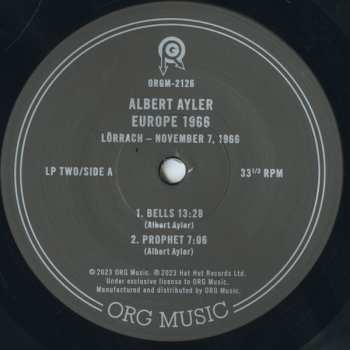 ORGM-2126
ALBERT AYLER
EUROPE 1966
LÖRRACH – NOVEMBER 7, 1966
LP TWO/SIDE A
33 1/3 RPM
1. BELLS 13:28
(Albert Ayler)
2. PROPHET 7:06
(Albert Ayler)
℗ 2023 ORG Music. © 2023 Hat Hut Records Ltd.
Under exclusive license to ORG Music.
Manufactured and distributed by ORG Music.
ORG MUSIC